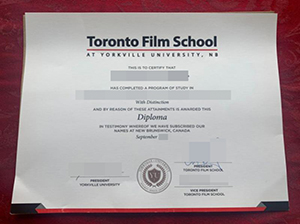 Toronto Film School
AT YORKVILLE UNIVERSITY, NB
THIS IS TO CERTIFY THAT
HAS COMPLETED A PROGRAM OF STUDY IN
With Distinction
AND BY REASON OF THESE ATTAINMENTS IS AWARDED THIS
Diploma
IN TESTIMONY WHEREOF WE HAVE SUBSCRIBED OUR
NAMES AT NEW BRUNSWICK, CANADA
September
PRESIDENT
YORKVILLE UNIVERSITY
PRESIDENT
TORONTO FILM SCHOOL
VICE PRESIDENT
TORONTO FILM SCHOOL